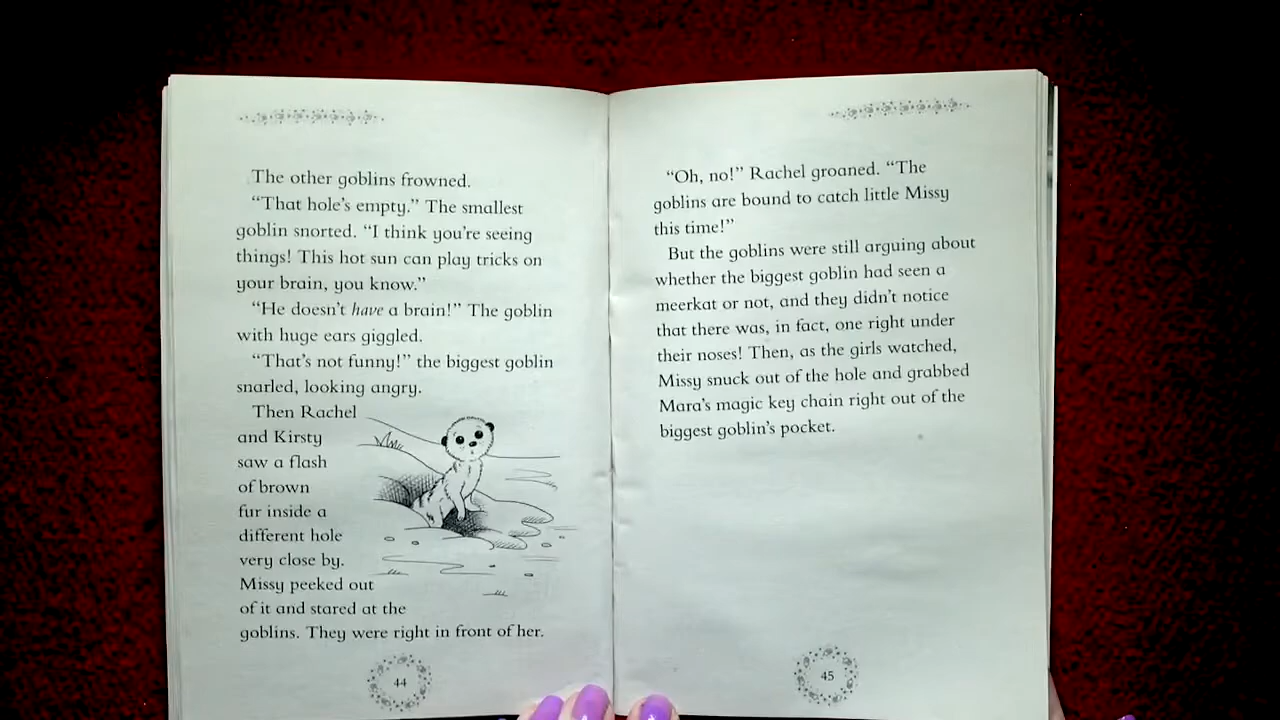 The other goblins frowned.
“That hole’s empty.” The smallest
goblin snorted. “I think you’re seeing
things! This hot sun can play tricks on
your brain, you know.”
“He doesn’t have a brain!” The goblin
with huge ears giggled.
“That’s not funny!” the biggest goblin
snarled, looking angry.
Then Rachel
and Kirsty
saw a flash
of brown
fur inside a
different hole
very close by.
Missy peeked out
of it and stared at the
goblins. They were right in front of her.
44
“Oh, no!” Rachel groaned. “The
goblins are bound to catch little Missy
this time!”
But the goblins were still arguing about
whether the biggest goblin had seen a
meerkat or not, and they didn’t notice
that there was, in fact, one right under
their noses! Then, as the girls watched,
Missy snuck out of the hole and grabbed
Mara’s magic key chain right out of the
biggest goblin’s pocket.
45